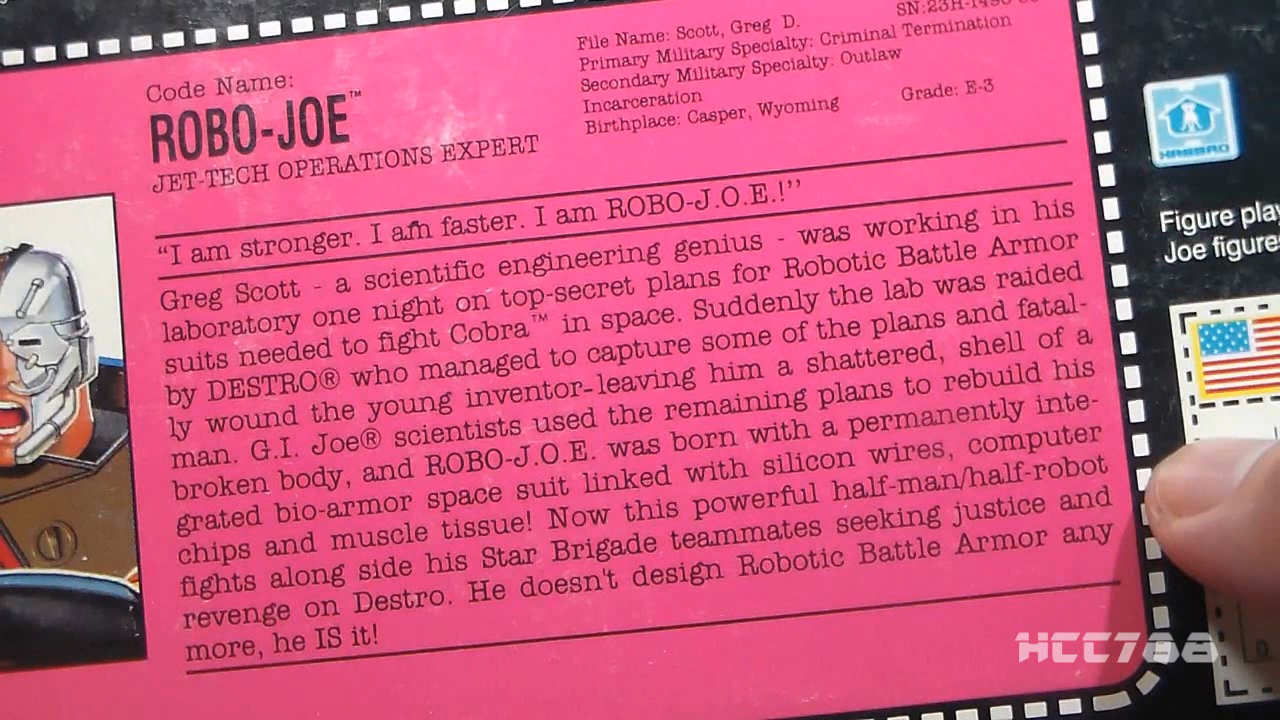 Code Name:
ROBO-JOE™
JET-TECH OPERATIONS EXPERT
File Name: Scott, Greg D.
Primary Military Specialty: Criminal Termination
Secondary Military Specialty: Outlaw
Incarceration
Birthplace: Casper, Wyoming
Grade: E-3
"I am stronger. I am faster. I am ROBO-J.O.E.!"
Greg Scott - a scientific engineering genius - was working in his
laboratory one night on top-secret plans for Robotic Battle Armor
suits needed to fight Cobra™ in space. Suddenly the lab was raided
by DESTRO® who managed to capture some of the plans and fatal-
ly wound the young inventor-leaving him a shattered, shell of a
man. G.I. Joe® scientists used the remaining plans to rebuild his
broken body, and ROBO-J.O.E. was born with a permanently inte-
grated bio-armor space suit linked with silicon wires, computer
chips and muscle tissue! Now this powerful half-man/half-robot
fights along side his Star Brigade teammates seeking justice and
revenge on Destro. He doesn't design Robotic Battle Armor any
more, he IS it!
HASBRO
Figure
Joe
HCC788